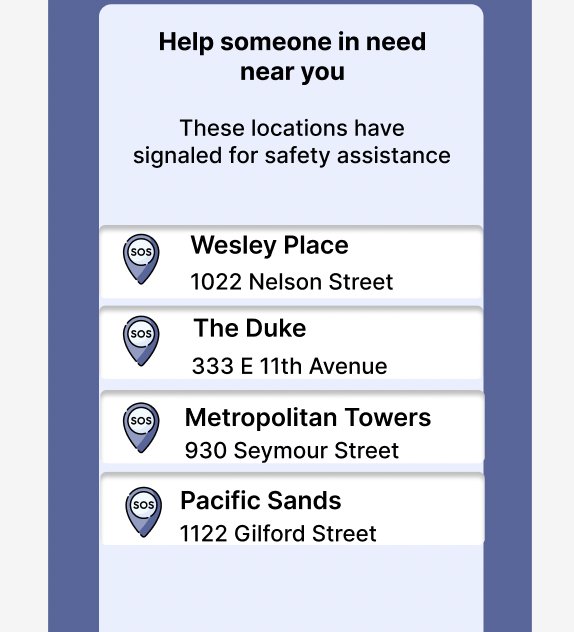 Help someone in need
near you
These locations have
signaled for safety assistance
SOS
Wesley Place
1022 Nelson Street
SOS
The Duke
333 E 11th Avenue
SOS
Metropolitan Towers
930 Seymour Street
SOS
Pacific Sands
1122 Gilford Street